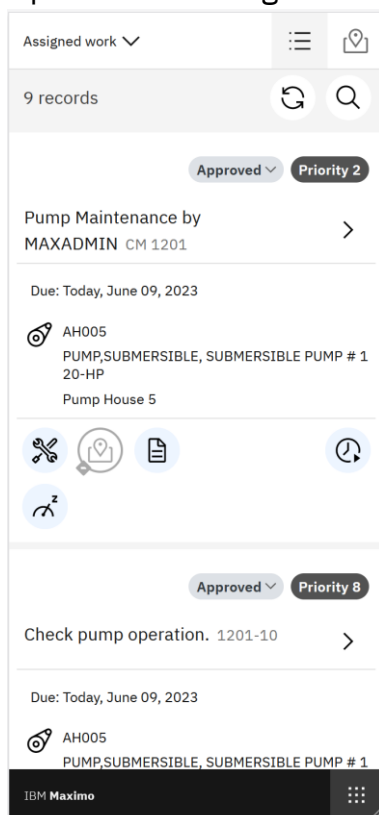 Assigned work
9 records
Approved Priority 2
Pump Maintenance by
MAXADMIN CM 1201
Due: Today, June 09, 2023
AH005
PUMP,SUBMERSIBLE, SUBMERSIBLE PUMP # 1
20-HP
Pump House 5
z
Approved Priority 8
Check pump operation. 1201-10
Due: Today, June 09, 2023
AH005
PUMP,SUBMERSIBLE, SUBMERSIBLE PUMP # 1
IBM Maximo